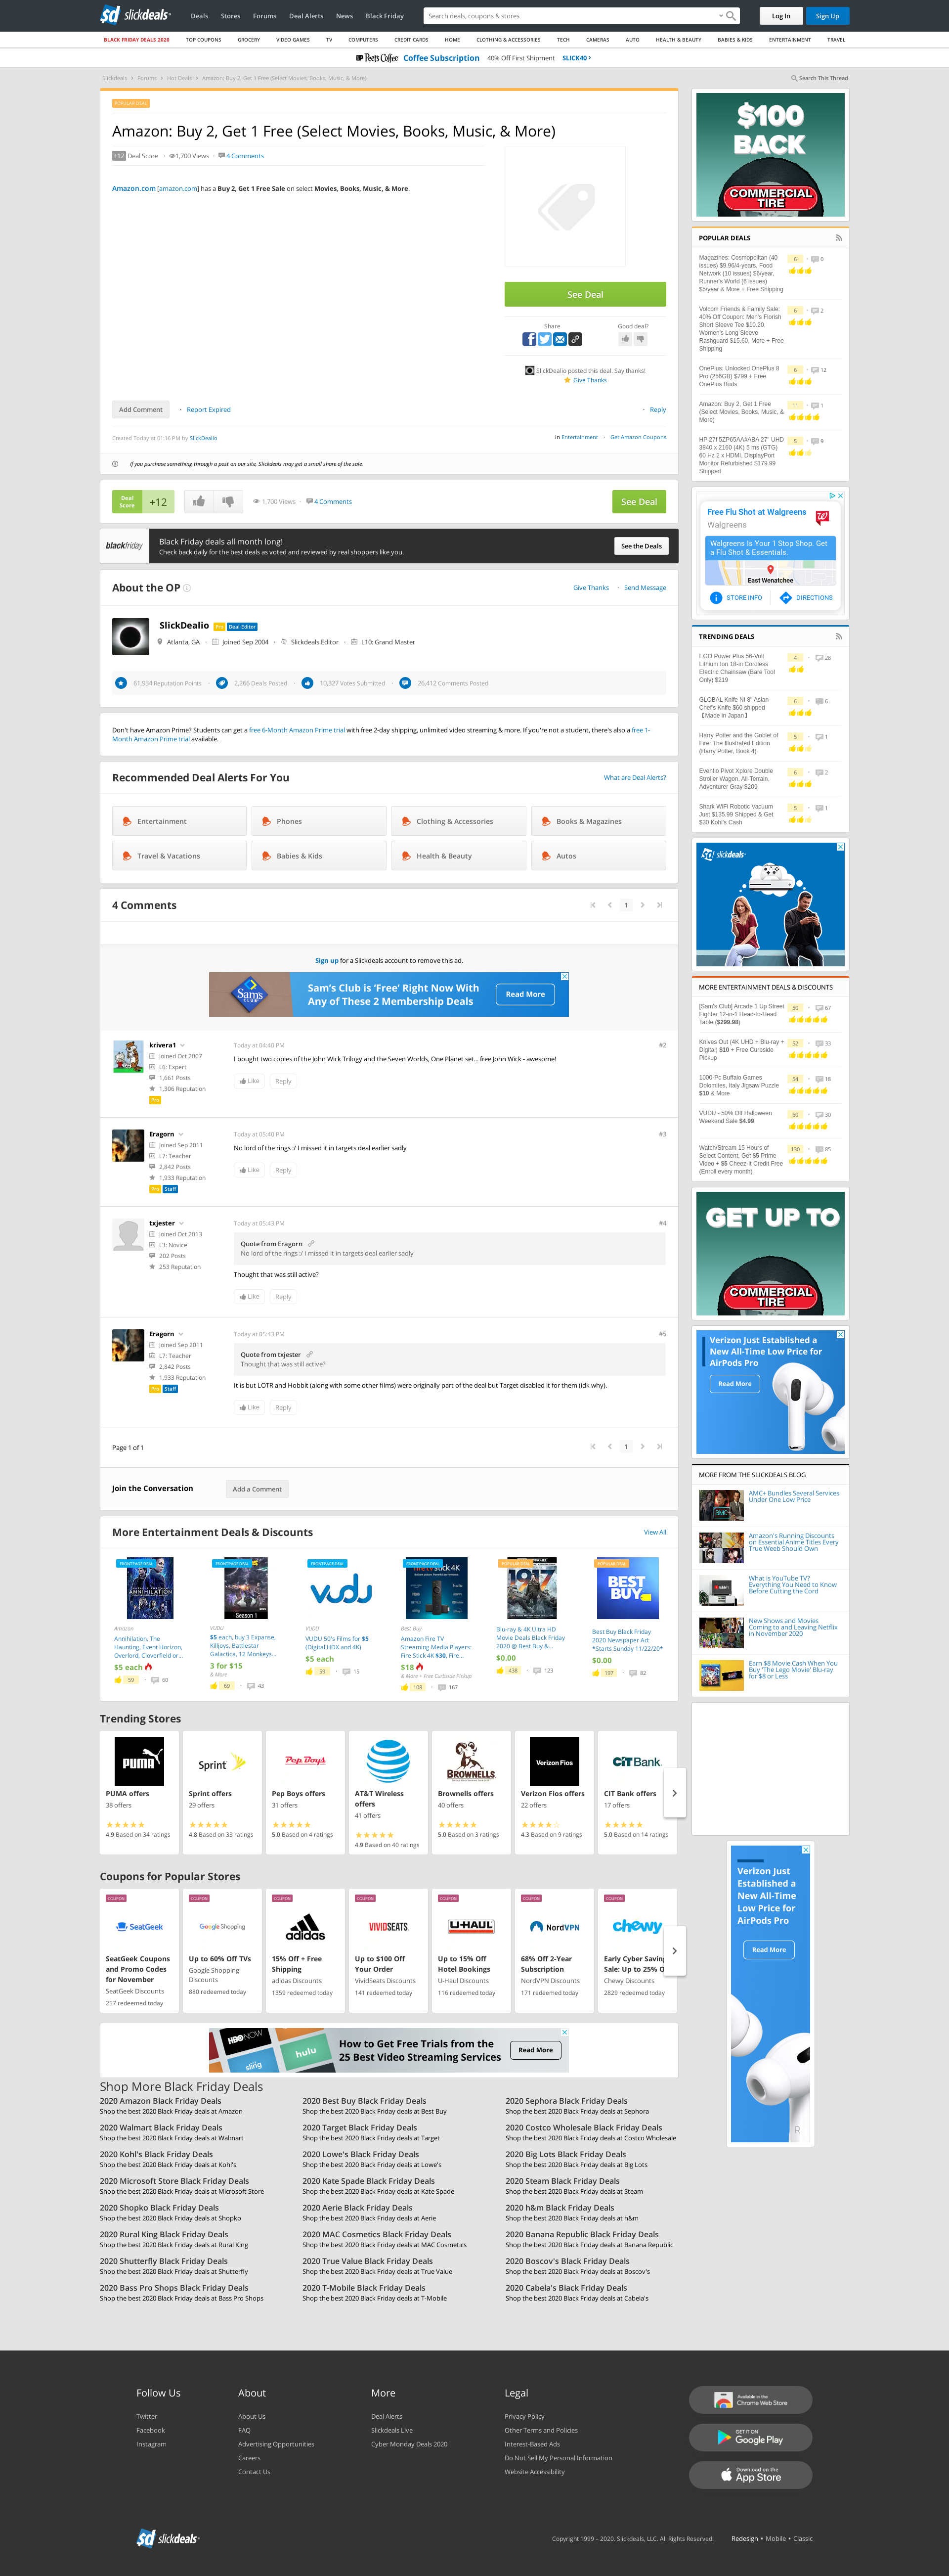 slickdeals
Deals
Stores
Forums
Deal Alerts
News
Black Friday
Search deals, coupons & stores
Log In
Sign Up
BLACK FRIDAY DEALS 2020
TOP COUPONS
GROCERY
VIDEO GAMES
TV
COMPUTERS
CREDIT CARDS
HOME
CLOTHING & ACCESSORIES
TECH
CAMERAS
AUTO
HEALTH & BEAUTY
BABIES & KIDS
ENTERTAINMENT
TRAVEL
Peet's Coffee Coffee Subscription 40% Off First Shipment SLICK40
Slickdeals Forums Hot Deals Amazon: Buy 2, Get 1 Free (Select Movies, Books, Music, & More)
Search This Thread
POPULAR DEAL
Amazon: Buy 2, Get 1 Free (Select Movies, Books, Music, & More)
+12 Deal Score 1,700 Views 4 Comments
Amazon.com [amazon.com] has a Buy 2, Get 1 Free Sale on select Movies, Books, Music, & More.
See Deal
Share
Good deal?
SlickDealio posted this deal. Say thanks!
Give Thanks
Add Comment
Report Expired
Reply
Created Today at 01:16 PM by SlickDealio
in Entertainment
Get Amazon Coupons
If you purchase something through a post on our site, Slickdeals may get a small share of the sale.
Deal Score +12
1,700 Views 4 Comments
See Deal
blackfriday
Black Friday deals all month long!
Check back daily for the best deals as voted and reviewed by real shoppers like you.
See the Deals
About the OP
Give Thanks
Send Message
SlickDealio Pro Deal Editor
Atlanta, GA
Joined Sep 2004
Slickdeals Editor
L10: Grand Master
61,934 Reputation Points
2,266 Deals Posted
10,327 Votes Submitted
26,412 Comments Posted
Don't have Amazon Prime? Students can get a free 6-Month Amazon Prime trial with free 2-day shipping, unlimited video streaming & more. If you're not a student, there's also a free 1-
Month Amazon Prime trial available.
Recommended Deal Alerts For You
What are Deal Alerts?
Entertainment
Phones
Clothing & Accessories
Books & Magazines
Travel & Vacations
Babies & Kids
Health & Beauty
Autos
4 Comments
1
Sign up for a Slickdeals account to remove this ad.
Sam's Club is 'Free' Right Now With
Any of These 2 Membership Deals
Read More
krivera1
Joined Oct 2007
L6: Expert
1,661 Posts
1,306 Reputation
Pro
Today at 04:40 PM
#2
I bought two copies of the John Wick Trilogy and the Seven Worlds, One Planet set... free John Wick - awesome!
Like
Reply
Eragorn
Joined Sep 2011
L7: Teacher
2,842 Posts
1,933 Reputation
Pro Staff
Today at 05:40 PM
#3
No lord of the rings :/ I missed it in targets deal earlier sadly
Like
Reply
txjester
Joined Oct 2013
L3: Novice
202 Posts
253 Reputation
Today at 05:43 PM
#4
Quote from Eragorn
No lord of the rings :/ I missed it in targets deal earlier sadly
Thought that was still active?
Like
Reply
Eragorn
Joined Sep 2011
L7: Teacher
2,842 Posts
1,933 Reputation
Pro Staff
Today at 05:43 PM
#5
Quote from txjester
Thought that was still active?
It is but LOTR and Hobbit (along with some other films) were originally part of the deal but Target disabled it for them (idk why).
Like
Reply
Page 1 of 1
1
Join the Conversation
Add a Comment
More Entertainment Deals & Discounts
View All
FRONTPAGE DEAL
ANNIHILATION
Amazon
Annihilation, The
Haunting, Event Horizon,
Overlord, Cloverfield or...
$5 each
59
60
FRONTPAGE DEAL
Season 1
VUDU
$5 each, buy 3 Expanse,
Killjoys, Battlestar
Galactica, 12 Monkeys...
3 for $15
& More
69
43
FRONTPAGE DEAL
vudu
VUDU
VUDU 50's Films for $5
(Digital HDX and 4K)
$5 each
59
15
FRONTPAGE DEAL
fire tv stick 4K
Best Buy
Amazon Fire TV
Streaming Media Players:
Fire Stick 4K $30, Fire...
$18
& More + Free Curbside Pickup
108
167
POPULAR DEAL
1917
Blu-ray & 4K Ultra HD
Movie Deals Black Friday
2020 @ Best Buy &...
$0.00
438
123
POPULAR DEAL
BEST BUY
Best Buy Black Friday
2020 Newspaper Ad:
*Starts Sunday 11/22/20*
$0.00
197
82
Trending Stores
PUMA
PUMA offers
38 offers
4.9 Based on 34 ratings
Sprint
Sprint offers
29 offers
4.8 Based on 33 ratings
Pep Boys
Pep Boys offers
31 offers
5.0 Based on 4 ratings
AT&T
AT&T Wireless
offers
41 offers
4.9 Based on 40 ratings
BROWNELLS
Brownells offers
40 offers
5.0 Based on 3 ratings
Verizon Fios
Verizon Fios offers
22 offers
4.3 Based on 9 ratings
CIT Bank
CIT Bank offers
17 offers
5.0 Based on 14 ratings
Coupons for Popular Stores
COUPON
SeatGeek
SeatGeek Coupons
and Promo Codes
for November
SeatGeek Discounts
257 redeemed today
COUPON
Google Shopping
Up to 60% Off TVs
Google Shopping
Discounts
880 redeemed today
COUPON
adidas
15% Off + Free
Shipping
adidas Discounts
1359 redeemed today
COUPON
VIVIDSEATS
Up to $100 Off
Your Order
VividSeats Discounts
141 redeemed today
COUPON
U-HAUL
Up to 15% Off
Hotel Bookings
U-Haul Discounts
116 redeemed today
COUPON
NordVPN
68% Off 2-Year
Subscription
NordVPN Discounts
171 redeemed today
COUPON
chewy
Early Cyber Saving
Sale: Up to 25% O
Chewy Discounts
2829 redeemed today
HBO NOW
sling
hulu
How to Get Free Trials from the
25 Best Video Streaming Services
Read More
Shop More Black Friday Deals
2020 Amazon Black Friday Deals
Shop the best 2020 Black Friday deals at Amazon
2020 Best Buy Black Friday Deals
Shop the best 2020 Black Friday deals at Best Buy
2020 Sephora Black Friday Deals
Shop the best 2020 Black Friday deals at Sephora
2020 Walmart Black Friday Deals
Shop the best 2020 Black Friday deals at Walmart
2020 Target Black Friday Deals
Shop the best 2020 Black Friday deals at Target
2020 Costco Wholesale Black Friday Deals
Shop the best 2020 Black Friday deals at Costco Wholesale
2020 Kohl's Black Friday Deals
Shop the best 2020 Black Friday deals at Kohl's
2020 Lowe's Black Friday Deals
Shop the best 2020 Black Friday deals at Lowe's
2020 Big Lots Black Friday Deals
Shop the best 2020 Black Friday deals at Big Lots
2020 Microsoft Store Black Friday Deals
Shop the best 2020 Black Friday deals at Microsoft Store
2020 Kate Spade Black Friday Deals
Shop the best 2020 Black Friday deals at Kate Spade
2020 Steam Black Friday Deals
Shop the best 2020 Black Friday deals at Steam
2020 Shopko Black Friday Deals
Shop the best 2020 Black Friday deals at Shopko
2020 Aerie Black Friday Deals
Shop the best 2020 Black Friday deals at Aerie
2020 h&m Black Friday Deals
Shop the best 2020 Black Friday deals at h&m
2020 Rural King Black Friday Deals
Shop the best 2020 Black Friday deals at Rural King
2020 MAC Cosmetics Black Friday Deals
Shop the best 2020 Black Friday deals at MAC Cosmetics
2020 Banana Republic Black Friday Deals
Shop the best 2020 Black Friday deals at Banana Republic
2020 Shutterfly Black Friday Deals
Shop the best 2020 Black Friday deals at Shutterfly
2020 True Value Black Friday Deals
Shop the best 2020 Black Friday deals at True Value
2020 Boscov's Black Friday Deals
Shop the best 2020 Black Friday deals at Boscov's
2020 Bass Pro Shops Black Friday Deals
Shop the best 2020 Black Friday deals at Bass Pro Shops
2020 T-Mobile Black Friday Deals
Shop the best 2020 Black Friday deals at T-Mobile
2020 Cabela's Black Friday Deals
Shop the best 2020 Black Friday deals at Cabela's
$100
BACK
COMMERCIAL
TIRE
POPULAR DEALS
Magazines: Cosmopolitan (40
issues) $9.96/4-years, Food
Network (10 issues) $6/year,
Runner's World (6 issues)
$5/year & More + Free Shipping
6
0
Volcom Friends & Family Sale:
40% Off Coupon: Men's Florish
Short Sleeve Tee $10.20,
Women's Long Sleeve
Rashguard $15.60, More + Free
Shipping
6
2
OnePlus: Unlocked OnePlus 8
Pro (256GB) $799 + Free
OnePlus Buds
6
12
Amazon: Buy 2, Get 1 Free
(Select Movies, Books, Music, &
More)
11
1
HP 27f 5ZP65AA#ABA 27" UHD
3840 x 2160 (4K) 5 ms (GTG)
60 Hz 2 x HDMI, DisplayPort
Monitor Refurbished $179.99
Shipped
5
9
Free Flu Shot at Walgreens
Walgreens
Walgreens Is Your 1 Stop Shop. Get
a Flu Shot & Essentials.
East Wenatchee
STORE INFO
DIRECTIONS
TRENDING DEALS
EGO Power Plus 56-Volt
Lithium Ion 18-in Cordless
Electric Chainsaw (Bare Tool
Only) $219
4
28
GLOBAL Knife NI 8" Asian
Chef's Knife $60 shipped
【Made in Japan】
6
6
Harry Potter and the Goblet of
Fire: The Illustrated Edition
(Harry Potter, Book 4)
5
1
Evenflo Pivot Xplore Double
Stroller Wagon, All-Terrain,
Adventurer Gray $209
6
2
Shark WiFi Robotic Vacuum
Just $135.99 Shipped & Get
$30 Kohl's Cash
5
1
slickdeals
MORE ENTERTAINMENT DEALS & DISCOUNTS
[Sam's Club] Arcade 1 Up Street
Fighter 12-in-1 Head-to-Head
Table ($299.98)
50
67
Knives Out (4K UHD + Blu-ray +
Digital) $10 + Free Curbside
Pickup
52
33
1000-Pc Buffalo Games
Dolomites, Italy Jigsaw Puzzle
$10 & More
54
18
VUDU - 50% Off Halloween
Weekend Sale $4.99
60
30
Watch/Stream 15 Hours of
Select Content, Get $5 Prime
Video + $5 Cheez-It Credit Free
(Enroll every month)
130
85
GET UP TO
COMMERCIAL
TIRE
Verizon Just Established a
New All-Time Low Price for
AirPods Pro
Read More
MORE FROM THE SLICKDEALS BLOG
AMC+ Bundles Several Services
Under One Low Price
Amazon's Running Discounts
on Essential Anime Titles Every
True Weeb Should Own
What is YouTube TV?
Everything You Need to Know
Before Cutting the Cord
New Shows and Movies
Coming to and Leaving Netflix
in November 2020
Earn $8 Movie Cash When You
Buy 'The Lego Movie' Blu-ray
for $8 or Less
Verizon Just
Established a
New All-Time
Low Price for
AirPods Pro
Read More
Follow Us
Twitter
Facebook
Instagram
About
About Us
FAQ
Advertising Opportunities
Careers
Contact Us
More
Deal Alerts
Slickdeals Live
Cyber Monday Deals 2020
Legal
Privacy Policy
Other Terms and Policies
Interest-Based Ads
Do Not Sell My Personal Information
Website Accessibility
Available in the
Chrome Web Store
GET IT ON
Google Play
Download on the
App Store
slickdeals
Copyright 1999 – 2020. Slickdeals, LLC. All Rights Reserved.
Redesign • Mobile • Classic